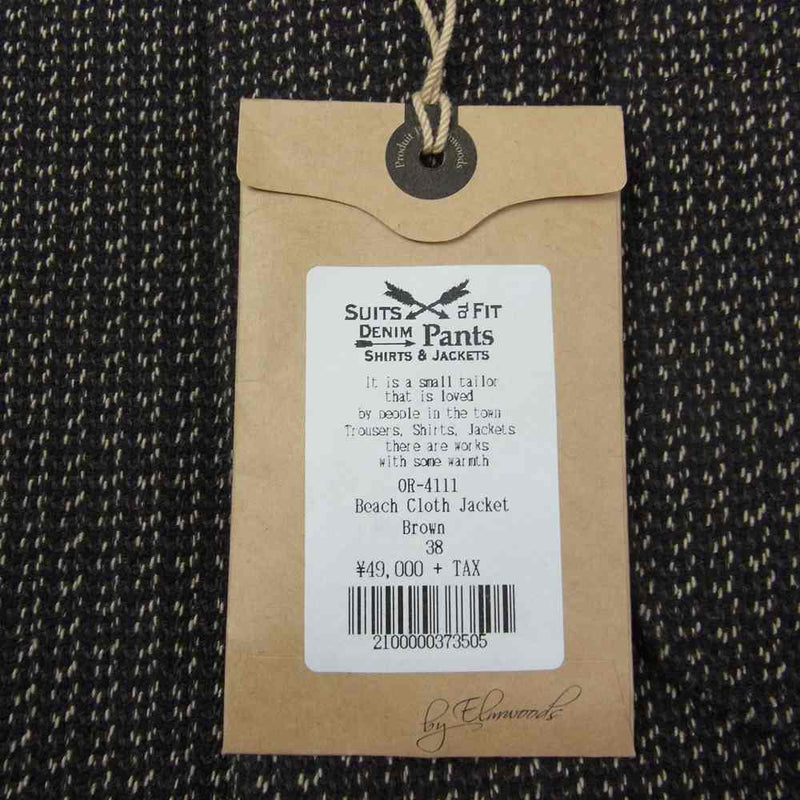 Produit
SUITS to FIT
DENIM Pants
SHIRTS & JACKETS
It is a small tailor
that is loved
by people in the town
Trousers, Shirts, Jackets
there are works
with some warmth
OR-4111
Beach Cloth Jacket
Brown
38
¥49,000 + TAX
2100000373505
by Elmwoods